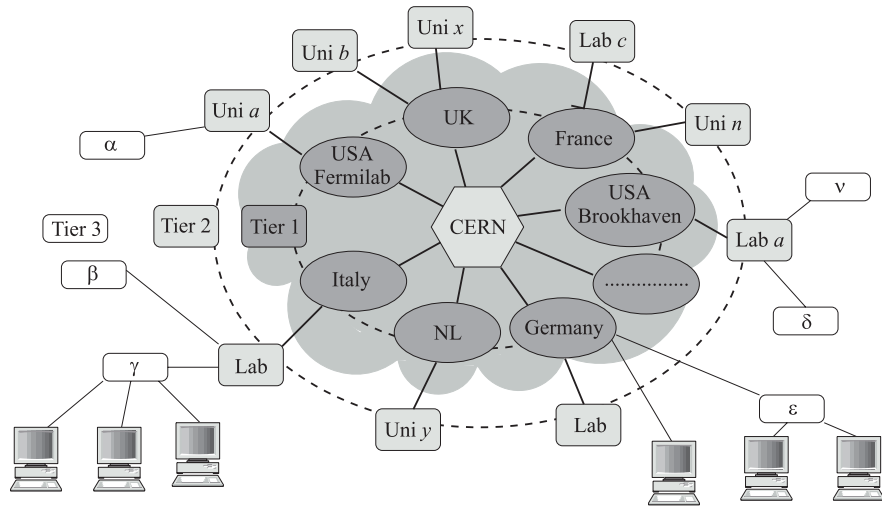 Uni x
Uni b
Lab c
Uni a
UK
Uni n
α
France
USA
Fermilab
ν
USA
Brookhaven
Tier 3
Tier 2
Tier 1
CERN
Lab a
β
Italy
.................
δ
NL
Germany
γ
Lab
ε
Uni y
Lab